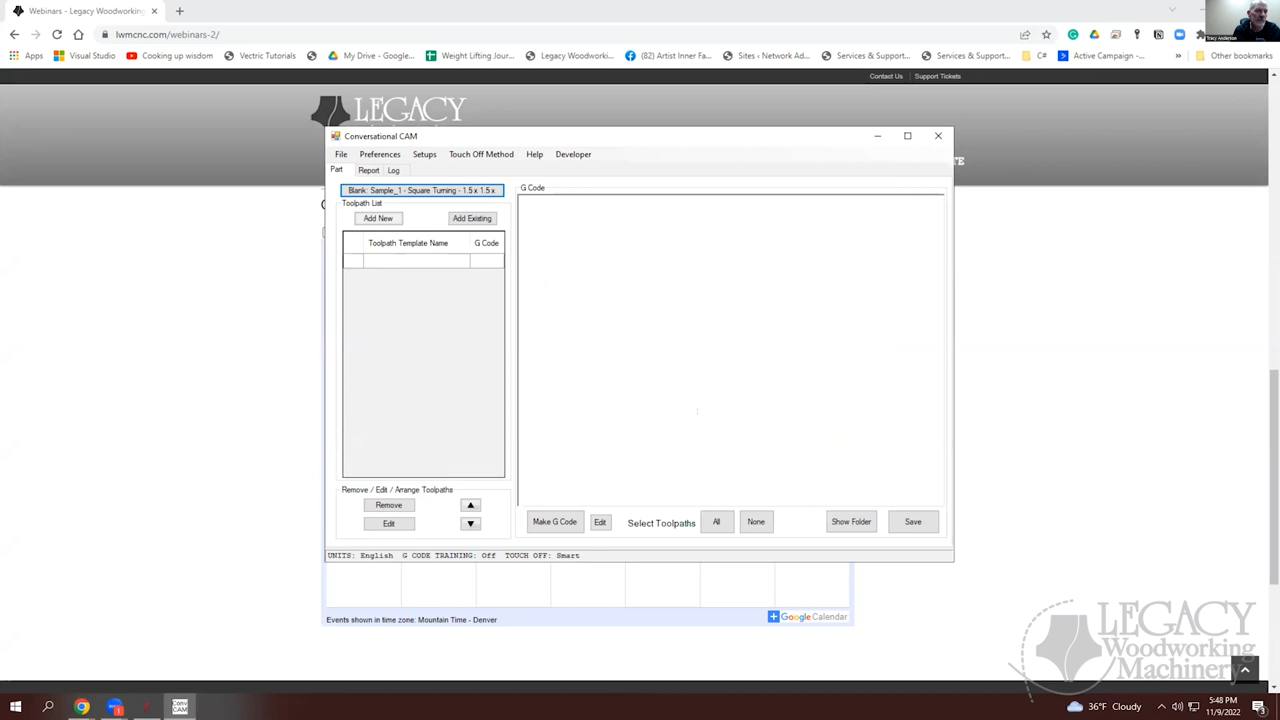 Webinars - Legacy Woodworking
lwmcnc.com/webinars-2/
Apps
Visual Studio
Cooking up wisdom
Vectric Tutorials
My Drive - Google...
Weight Lifting Jour...
Legacy Woodworki...
(82) Artist Inner Fa...
Sites ‹ Network Ad...
Services & Support...
Services & Support...
C#
Active Campaign -...
»
Other bookmarks
Tracy Anderson
Contact Us
Support Tickets
LEGACY
Conversational CAM
File
Preferences
Setups
Touch Off Method
Help
Developer
Part
Report
Log
Blank: Sample_1 - Square Turning - 1.5 x 1.5 x
Toolpath List
Add New
Add Existing
Toolpath Template Name
G Code
G Code
Remove / Edit / Arrange Toolpaths
Remove
Edit
Make G Code
Edit
Select Toolpaths
All
None
Show Folder
Save
UNITS: English G CODE TRAINING: Off TOUCH OFF: Smart
Events shown in time zone: Mountain Time - Denver
Google Calendar
LEGACY
Woodworking
Machinery
ConvCAM
36°F Cloudy
5:48 PM
11/9/2022